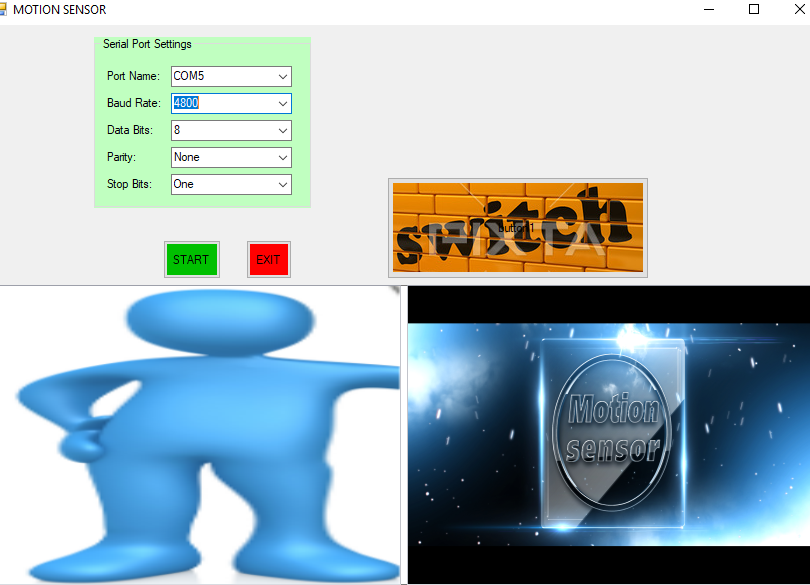 MOTION SENSOR
Serial Port Settings
Port Name: COM5
Baud Rate: 4800
Data Bits: 8
Parity: None
Stop Bits: One
switch
PIXTA
button1
START
EXIT
Motion
sensor